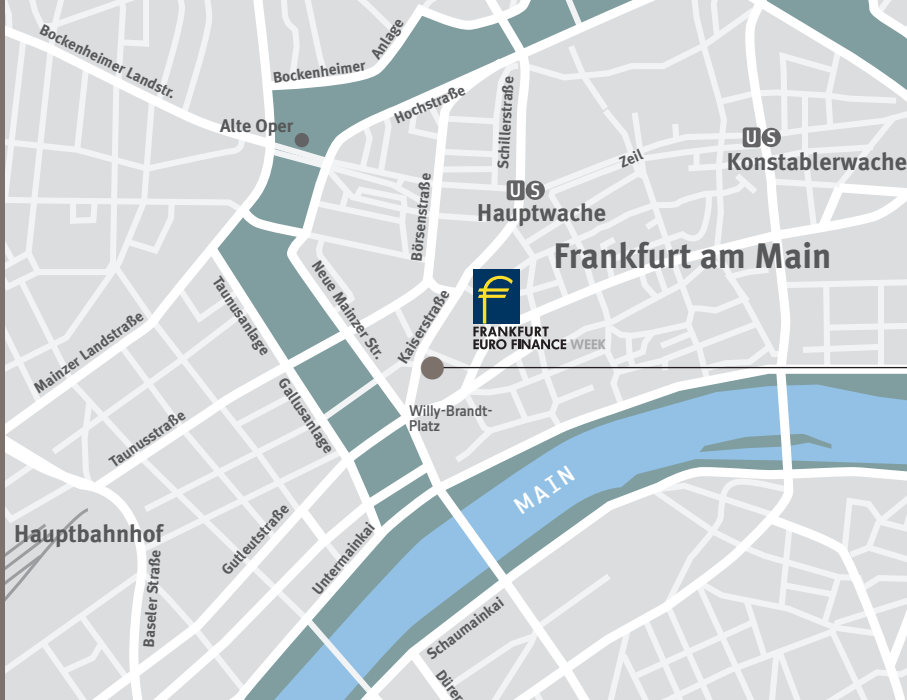 Bockenheimer Landstr.
Bockenheimer
Anlage
Hochstraße
Alte Oper
Schillerstraße
Zeil
U S
Konstablerwache
U S
Hauptwache
Börsenstraße
Frankfurt am Main
Taunusanlage
Neue Mainzer Str.
Kaiserstraße
€
FRANKFURT
EURO FINANCE WEEK
Mainzer Landstraße
Gallusanlage
Willy-Brandt-
Platz
Taunusstraße
MAIN
Hauptbahnhof
Gutleutstraße
Untermainkai
Baseler Straße
Schaumainkai
Dürer